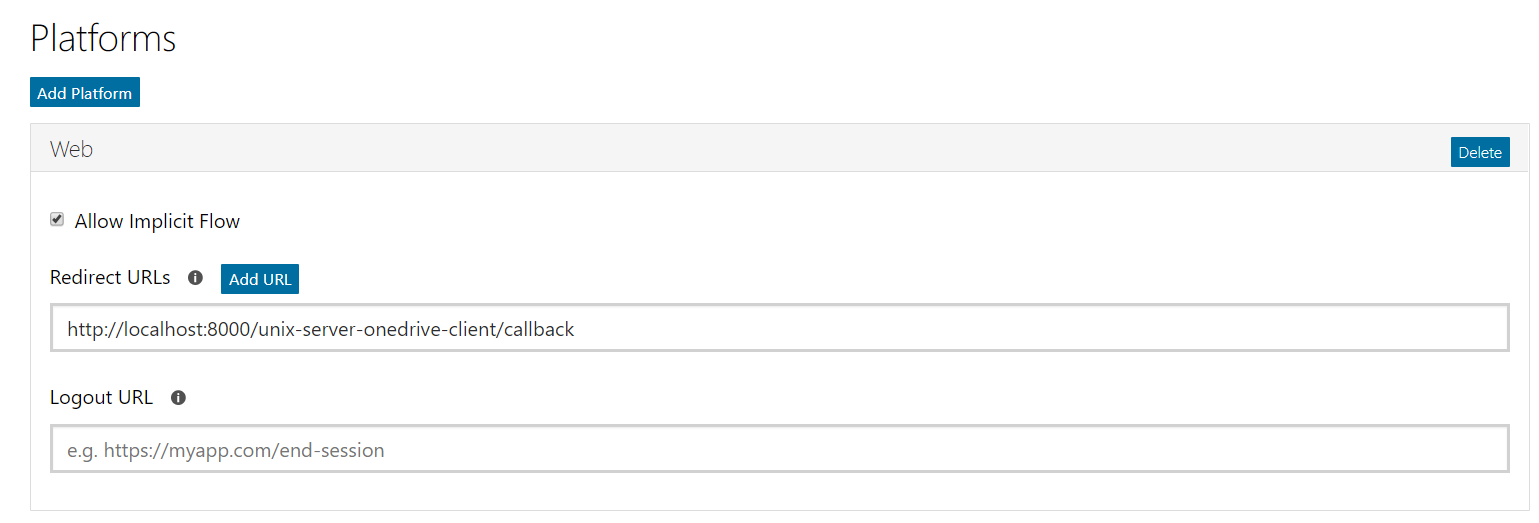 Platforms
Add Platform
Web
Delete
Allow Implicit Flow
Redirect URLs
Add URL
http://localhost:8000/unix-server-onedrive-client/callback
Logout URL
e.g. https://myapp.com/end-session